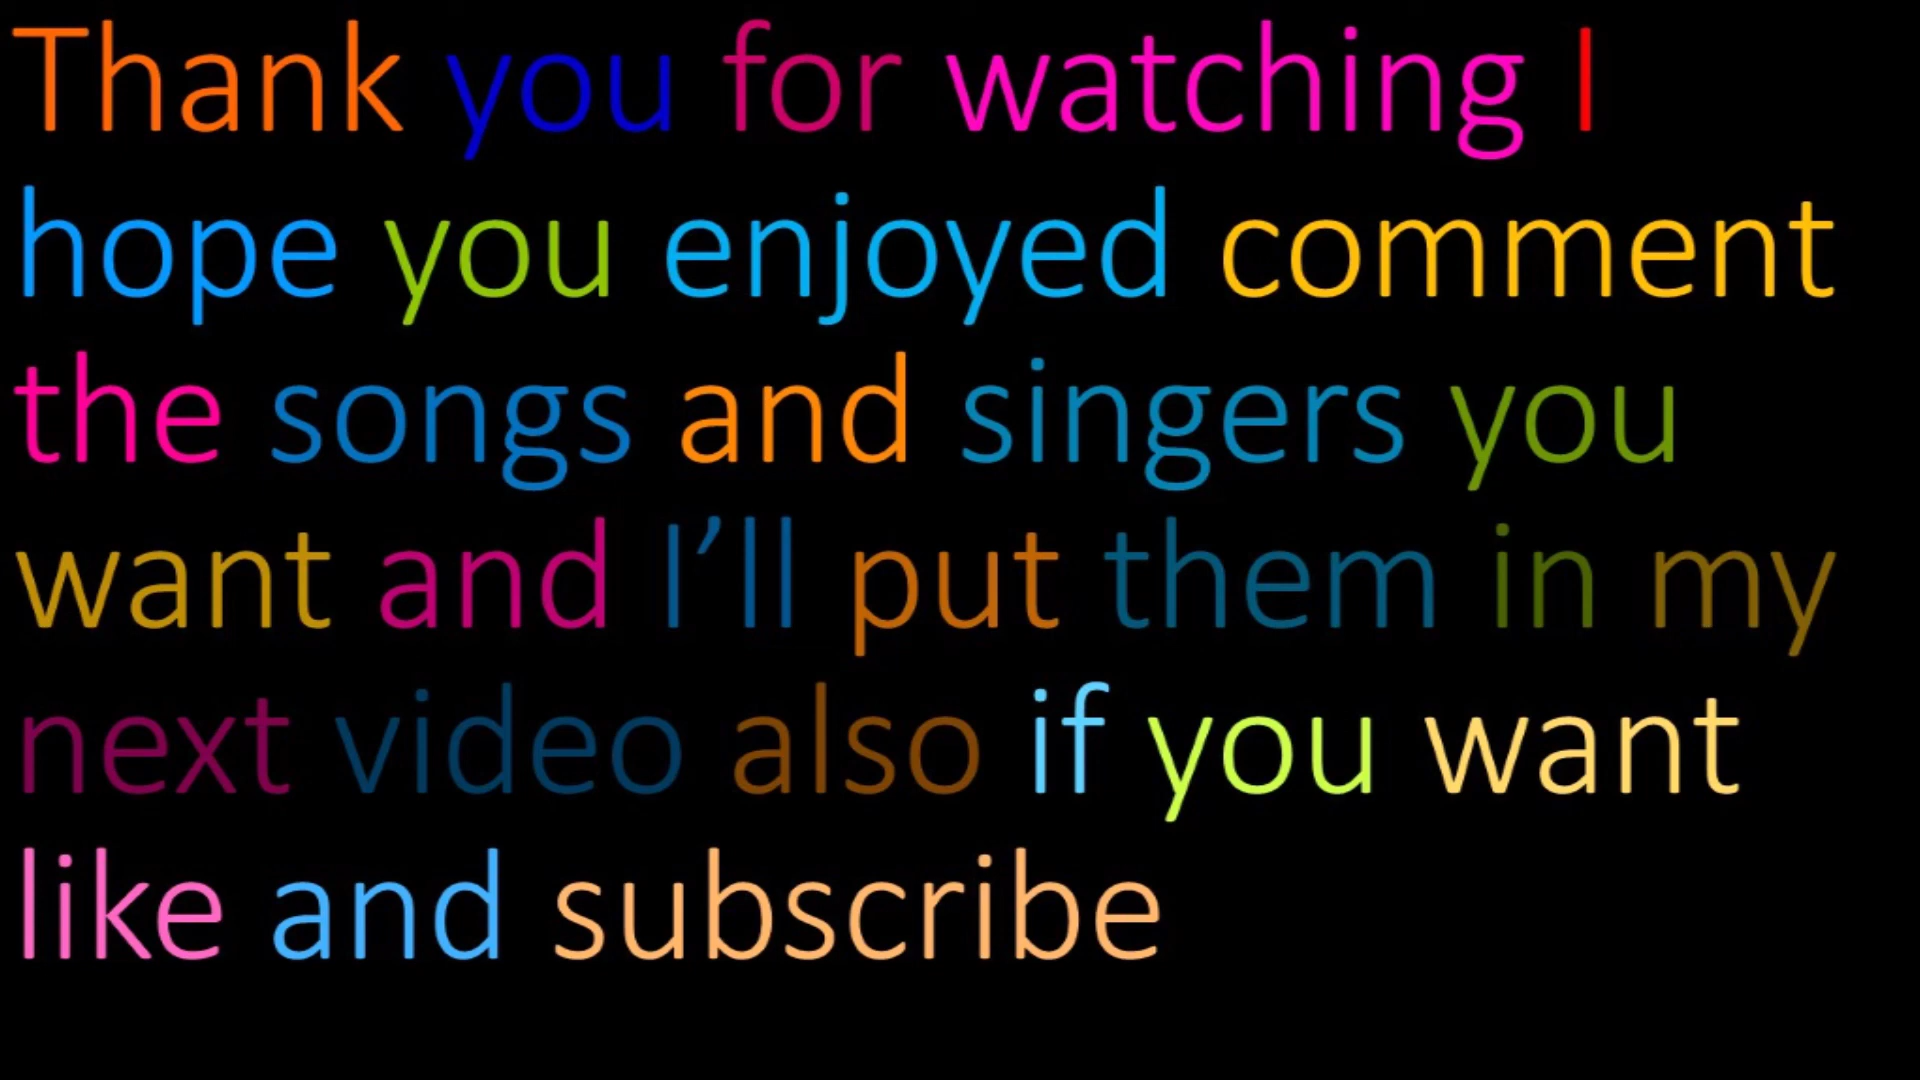 Thank you for watching I
hope you enjoyed comment
the songs and singers you
want and I’ll put them in my
next video also if you want
like and subscribe